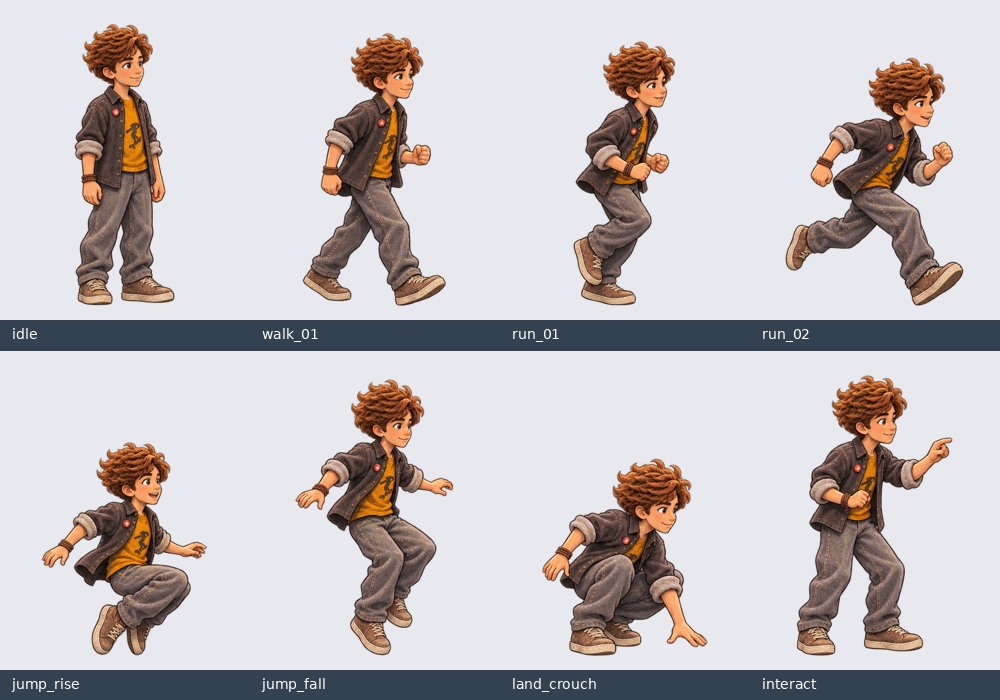 idle
walk_01
run_01
run_02
jump_rise
jump_fall
land_crouch
interact